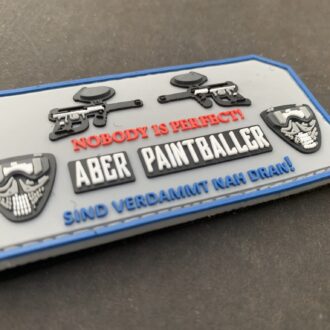 NOBODY IS PERFECT!
ABER PAINTBALLER
SIND VERDAMMT NAH DRAN!